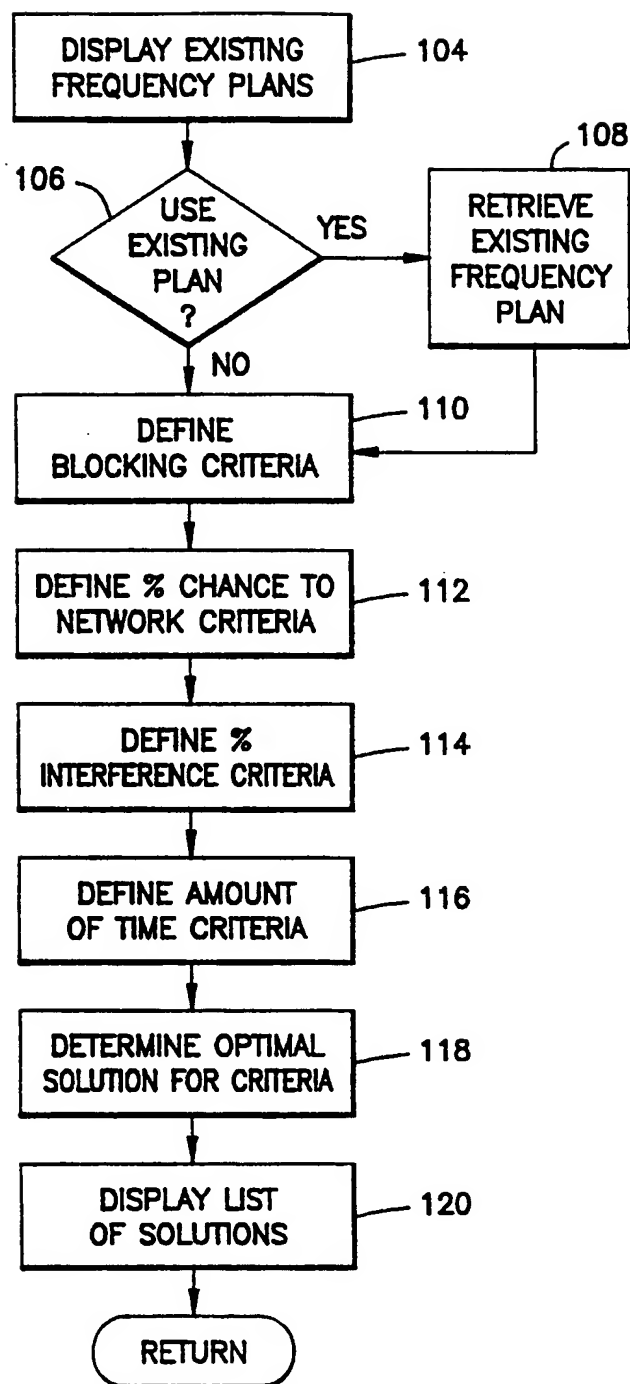 DISPLAY EXISTING
FREQUENCY PLANS
104
106
USE
EXISTING
PLAN
?
YES
108
RETRIEVE
EXISTING
FREQUENCY
PLAN
NO
110
DEFINE
BLOCKING CRITERIA
DEFINE % CHANCE TO
NETWORK CRITERIA
112
DEFINE %
INTERFERENCE CRITERIA
114
DEFINE AMOUNT
OF TIME CRITERIA
116
DETERMINE OPTIMAL
SOLUTION FOR CRITERIA
118
DISPLAY LIST
OF SOLUTIONS
120
RETURN